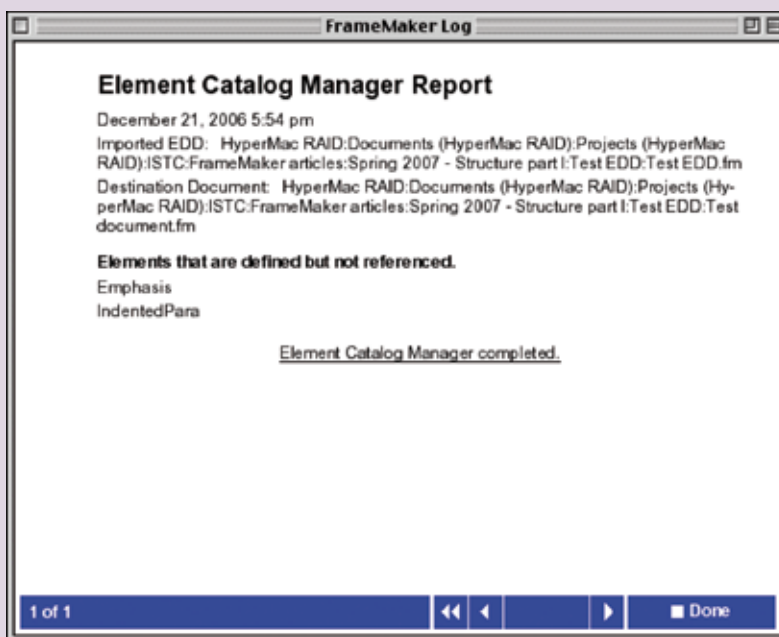 FrameMaker Log
Element Catalog Manager Report
December 21, 2006 5:54 pm
Imported EDD: HyperMac RAID:Documents (HyperMac RAID):Projects (HyperMac
RAID):ISTC:FrameMaker articles:Spring 2007 - Structure part I:Test EDD:Test EDD.fm
Destination Document: HyperMac RAID:Documents (HyperMac RAID):Projects (Hy-
perMac RAID):ISTC:FrameMaker articles:Spring 2007 - Structure part I:Test EDD:Test
document.fm
Elements that are defined but not referenced.
Emphasis
IndentedPara
Element Catalog Manager completed.
1 of 1
Done